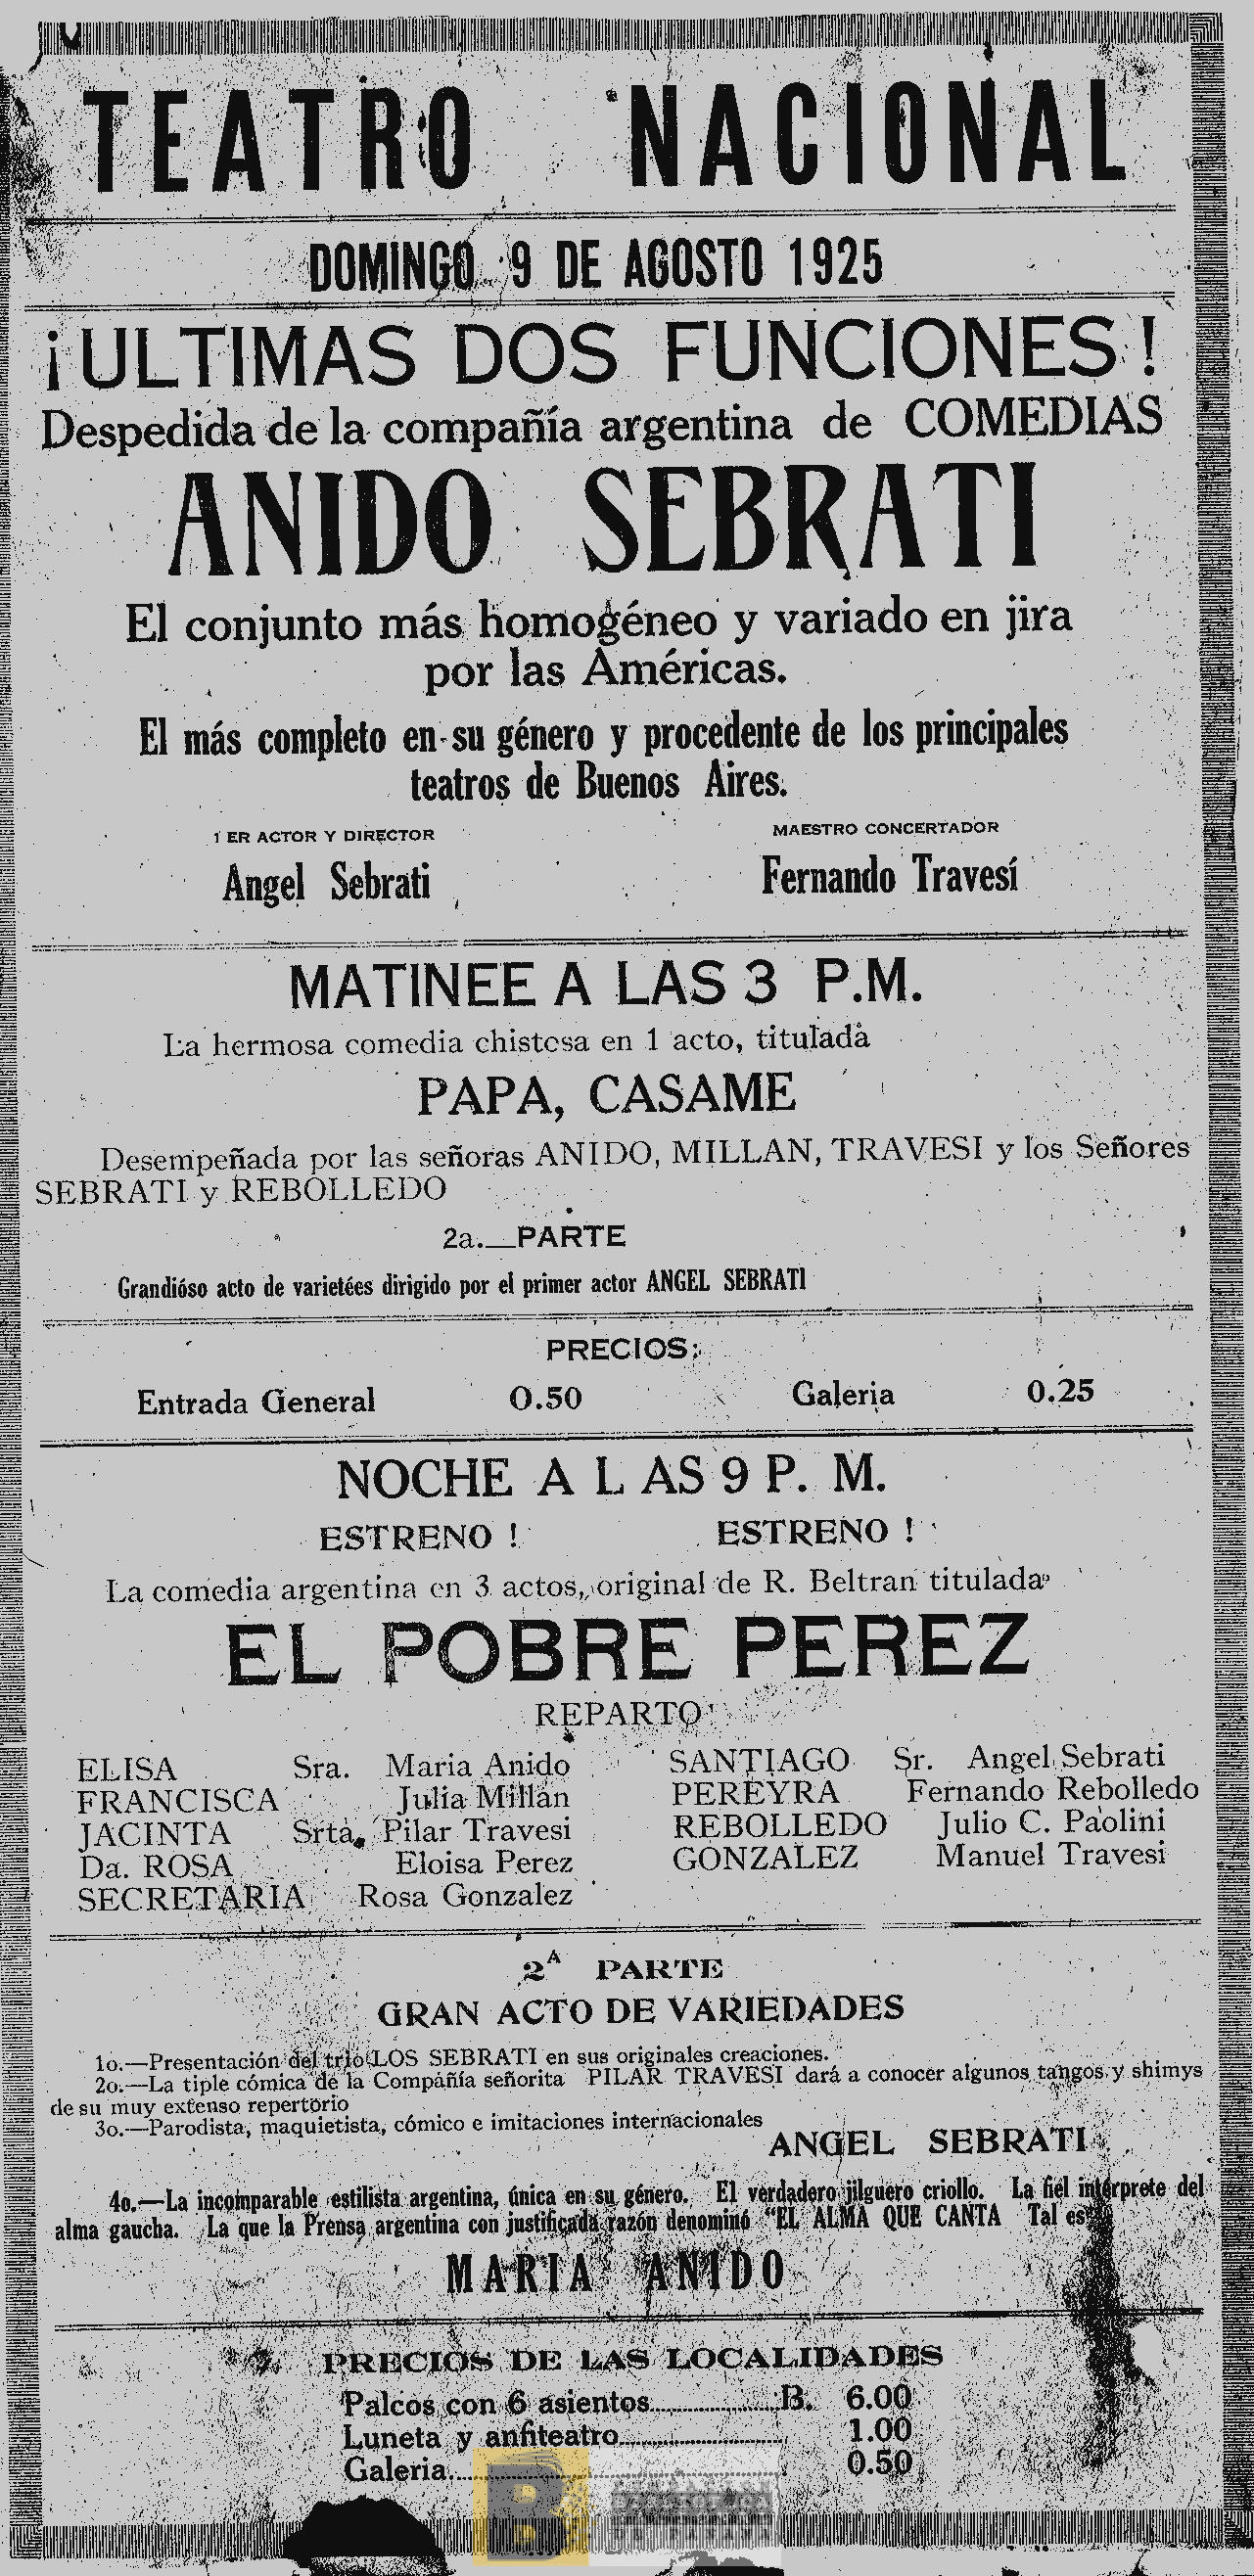 TEATRO NACIONAL
DOMINGO 9 DE AGOSTO 1925
¡ULTIMAS DOS FUNCIONES!
Despedida de la compañía argentina de COMEDIAS
ANIDO SEBRATI
El conjunto más homogéneo y variado en jira
por las Américas.
El más completo en su género y procedente de los principales
teatros de Buenos Aires.
1 ER ACTOR Y DIRECTOR MAESTRO CONCERTADOR
Angel Sebrati Fernando Travesí
MATINEE A LAS 3 P.M.
La hermosa comedia chistosa en 1 acto, titulada
PAPA, CASAME
Desempeñada por las señoras ANIDO, MILLAN, TRAVESI y los Señores
SEBRATI y REBOLLEDO
2a.—PARTE
Grandióso acto de varietées dirigido por el primer actor ANGEL SEBRATI
PRECIOS:
Entrada General 0.50 Galeria 0.25
NOCHE A L AS 9 P. M.
ESTRENO ! ESTRENO !
La comedia argentina en 3 actos, original de R. Beltran titulada
EL POBRE PEREZ
REPARTO
ELISA Sra. Maria Anido SANTIAGO Sr. Angel Sebrati
FRANCISCA Julia Millán PEREYRA Fernando Rebolledo
JACINTA Srta. Pilar Travesi REBOLLEDO Julio C. Paolini
Da. ROSA Eloisa Perez GONZALEZ Manuel Travesi
SECRETARIA Rosa Gonzalez
2A PARTE
GRAN ACTO DE VARIEDADES
1o.—Presentación del trio LOS SEBRATI en sus originales creaciones.
2o.—La tiple cómica de la Compañía señorita PILAR TRAVESI dará a conocer algunos tangos y shimys
de su muy extenso repertorio
3o.—Parodista, maquietista, cómico e imitaciones internacionales
ANGEL SEBRATI
4o.—La incomparable estilista argentina, única en su género. El verdadero jilguero criollo. La fiel intérprete del
alma gaucha. La que la Prensa argentina con justificada razón denominó "EL ALMA QUE CANTA Tal es
MARIA ANIDO
PRECIOS DE LAS LOCALIDADES
Palcos con 6 asientos....................B. 6.00
Luneta y anfiteatro......................... 1.00
Galeria.................................... 0.50